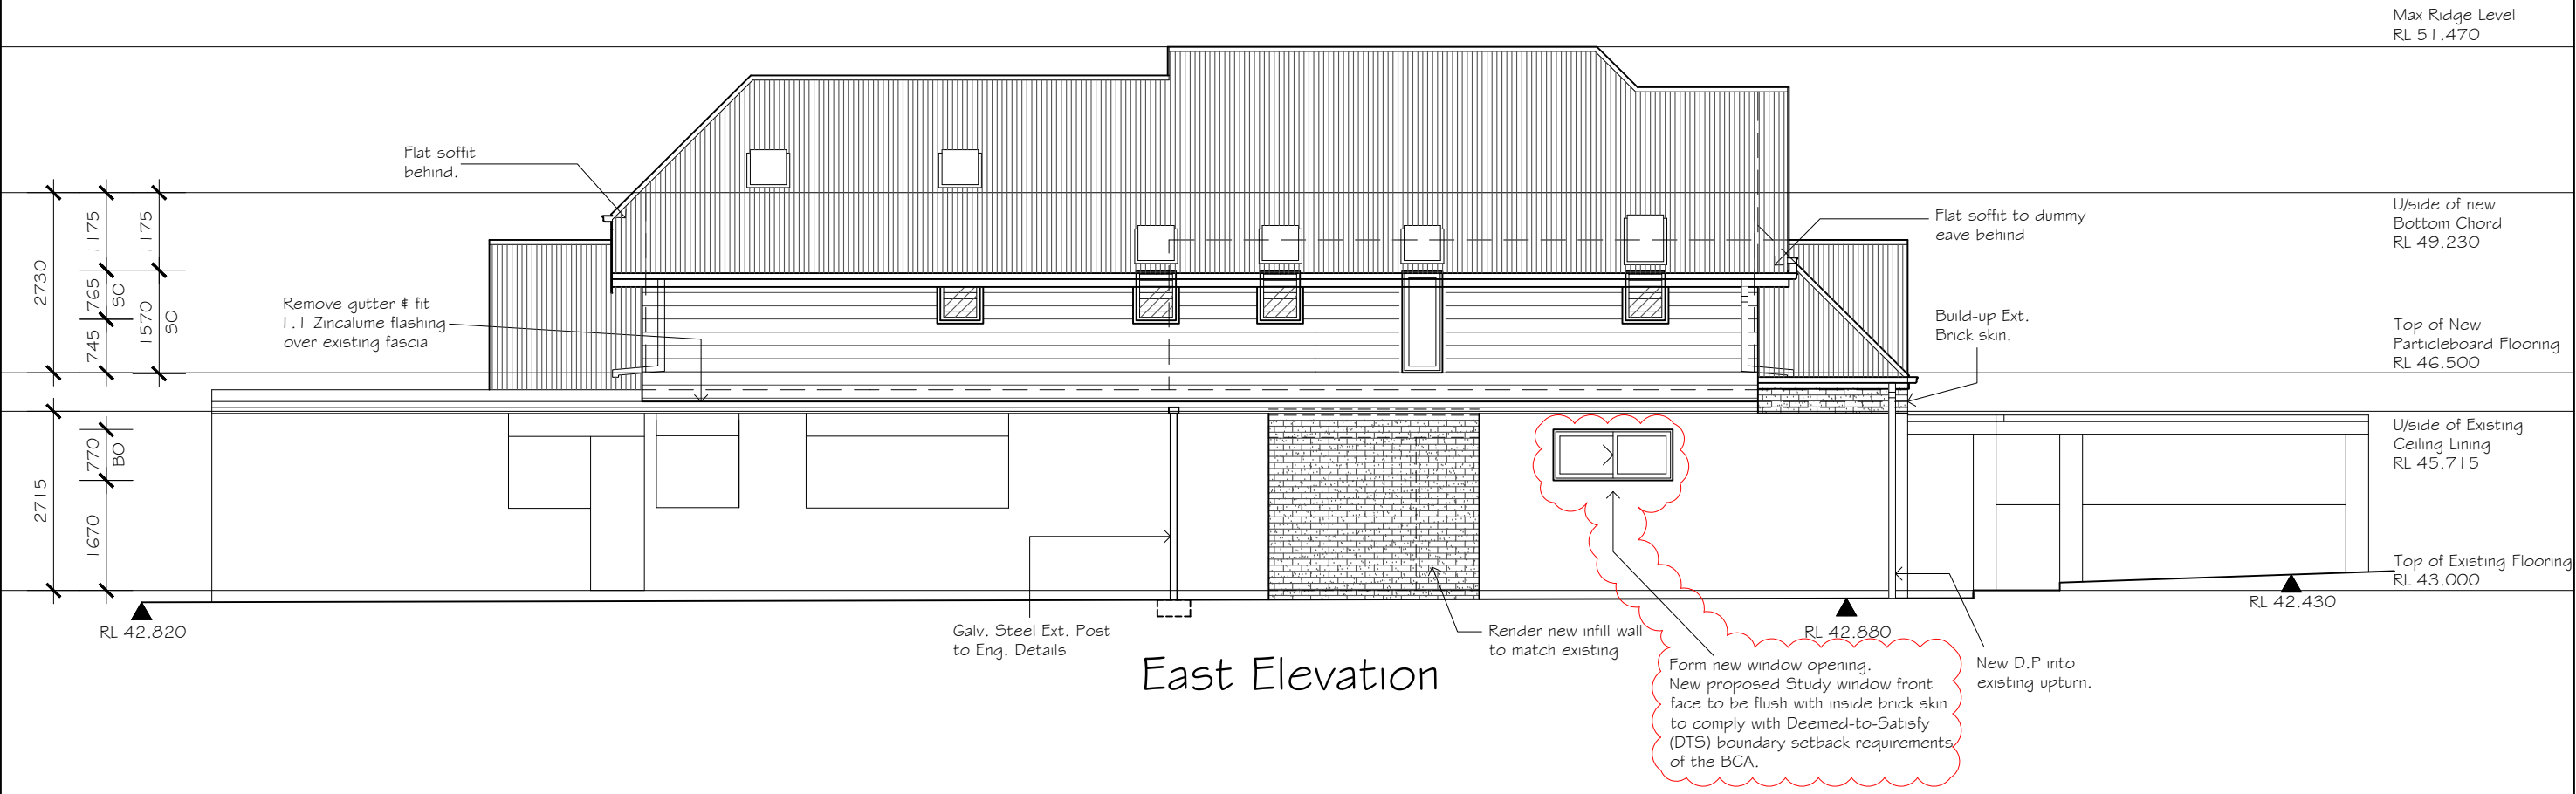 Max Ridge Level
RL 51.470
Flat soffit
behind.
U/side of new
Bottom Chord
RL 49.230
Flat soffit to dummy
eave behind
2730
1175
765
SO
745
1175
1570
SO
Remove gutter & fit
1.1 Zincalume flashing
over existing fascia
Build-up Ext.
Brick skin.
Top of New
Particleboard Flooring
RL 46.500
U/side of Existing
Ceiling Lining
RL 45.715
2715
770
BO
1670
Top of Existing Flooring
RL 43.000
RL 42.820
RL 42.880
RL 42.430
Galv. Steel Ext. Post
to Eng. Details
Render new infill wall
to match existing
Form new window opening.
New proposed Study window front
face to be flush with inside brick skin
to comply with Deemed-to-Satisfy
(DTS) boundary setback requirements
of the BCA.
New D.P into
existing upturn.
East Elevation